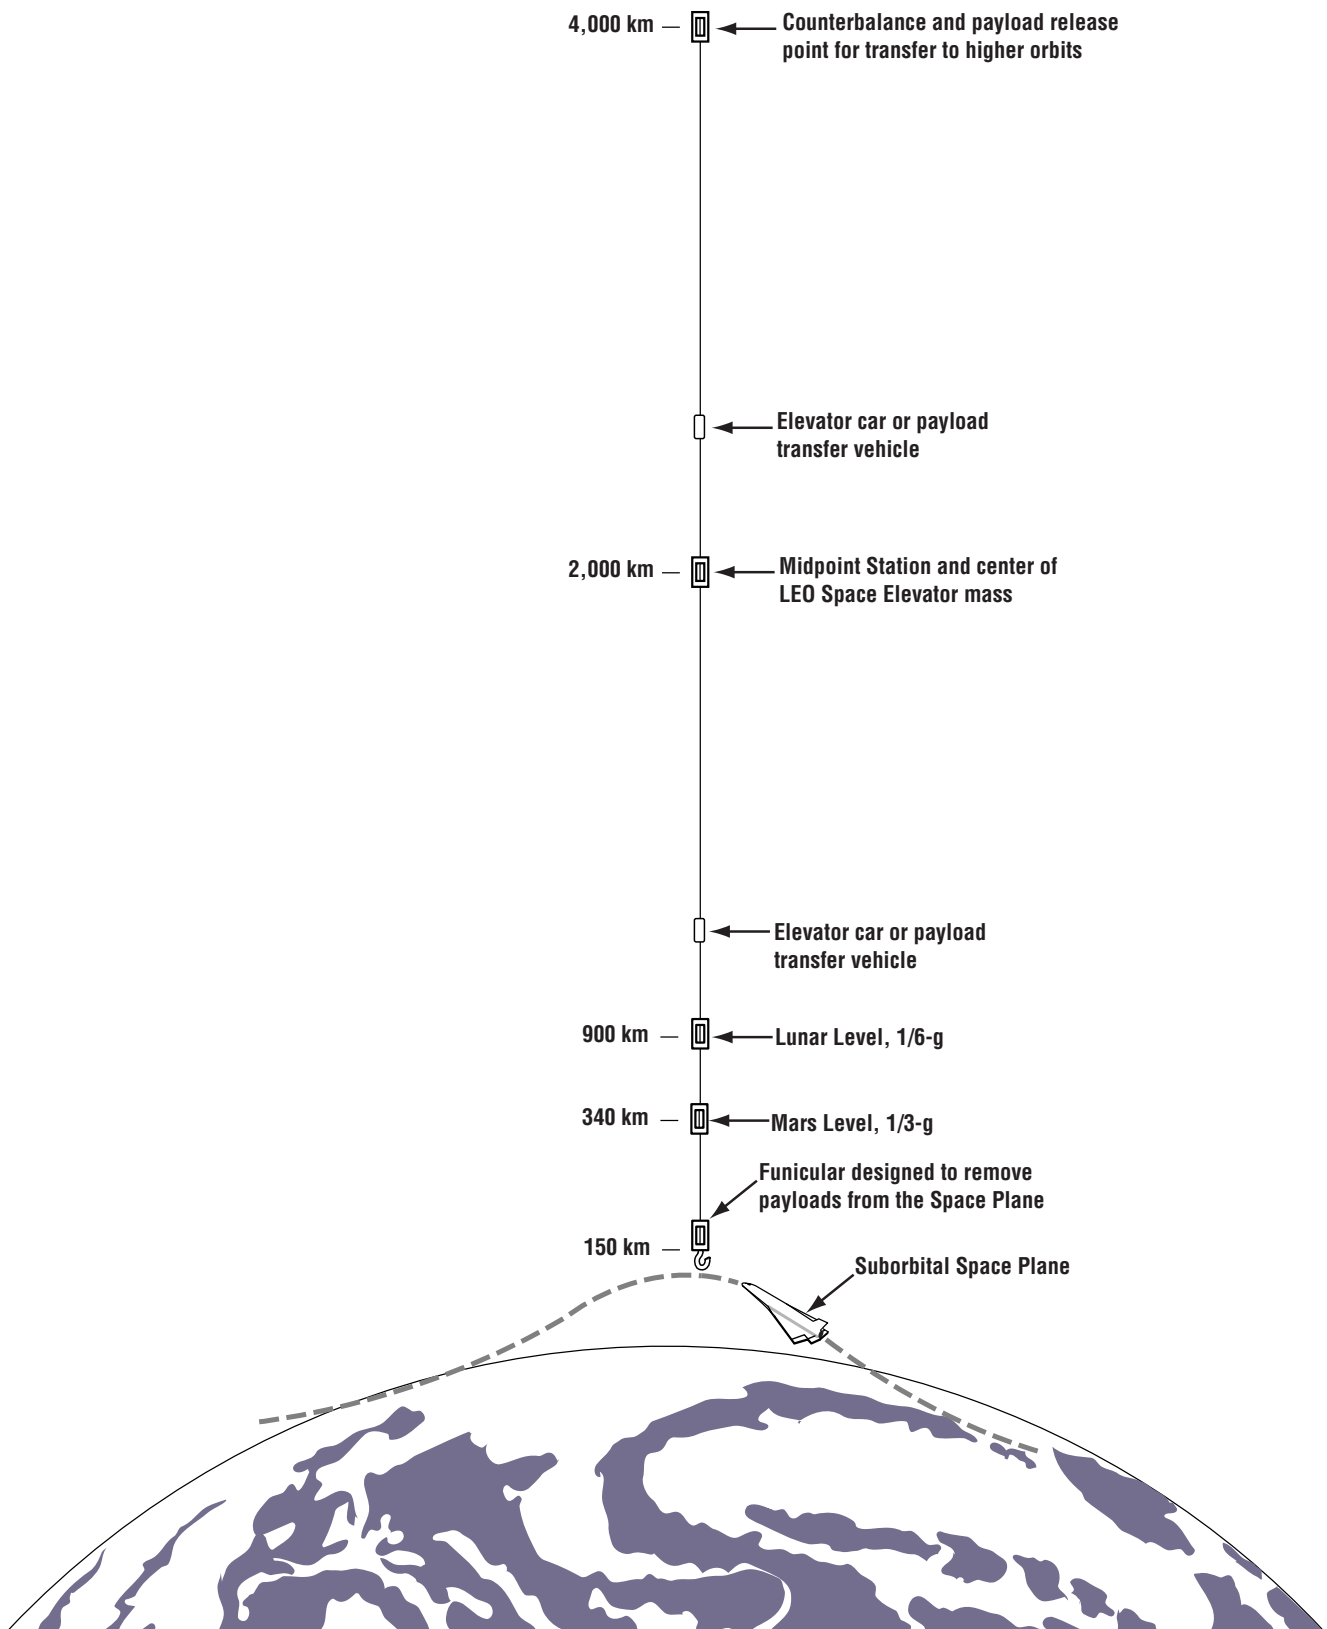 4,000 km
Counterbalance and payload release
point for transfer to higher orbits
Elevator car or payload
transfer vehicle
2,000 km
Midpoint Station and center of
LEO Space Elevator mass
Elevator car or payload
transfer vehicle
900 km
Lunar Level, 1/6-g
340 km
Mars Level, 1/3-g
Funicular designed to remove
payloads from the Space Plane
150 km
Suborbital Space Plane